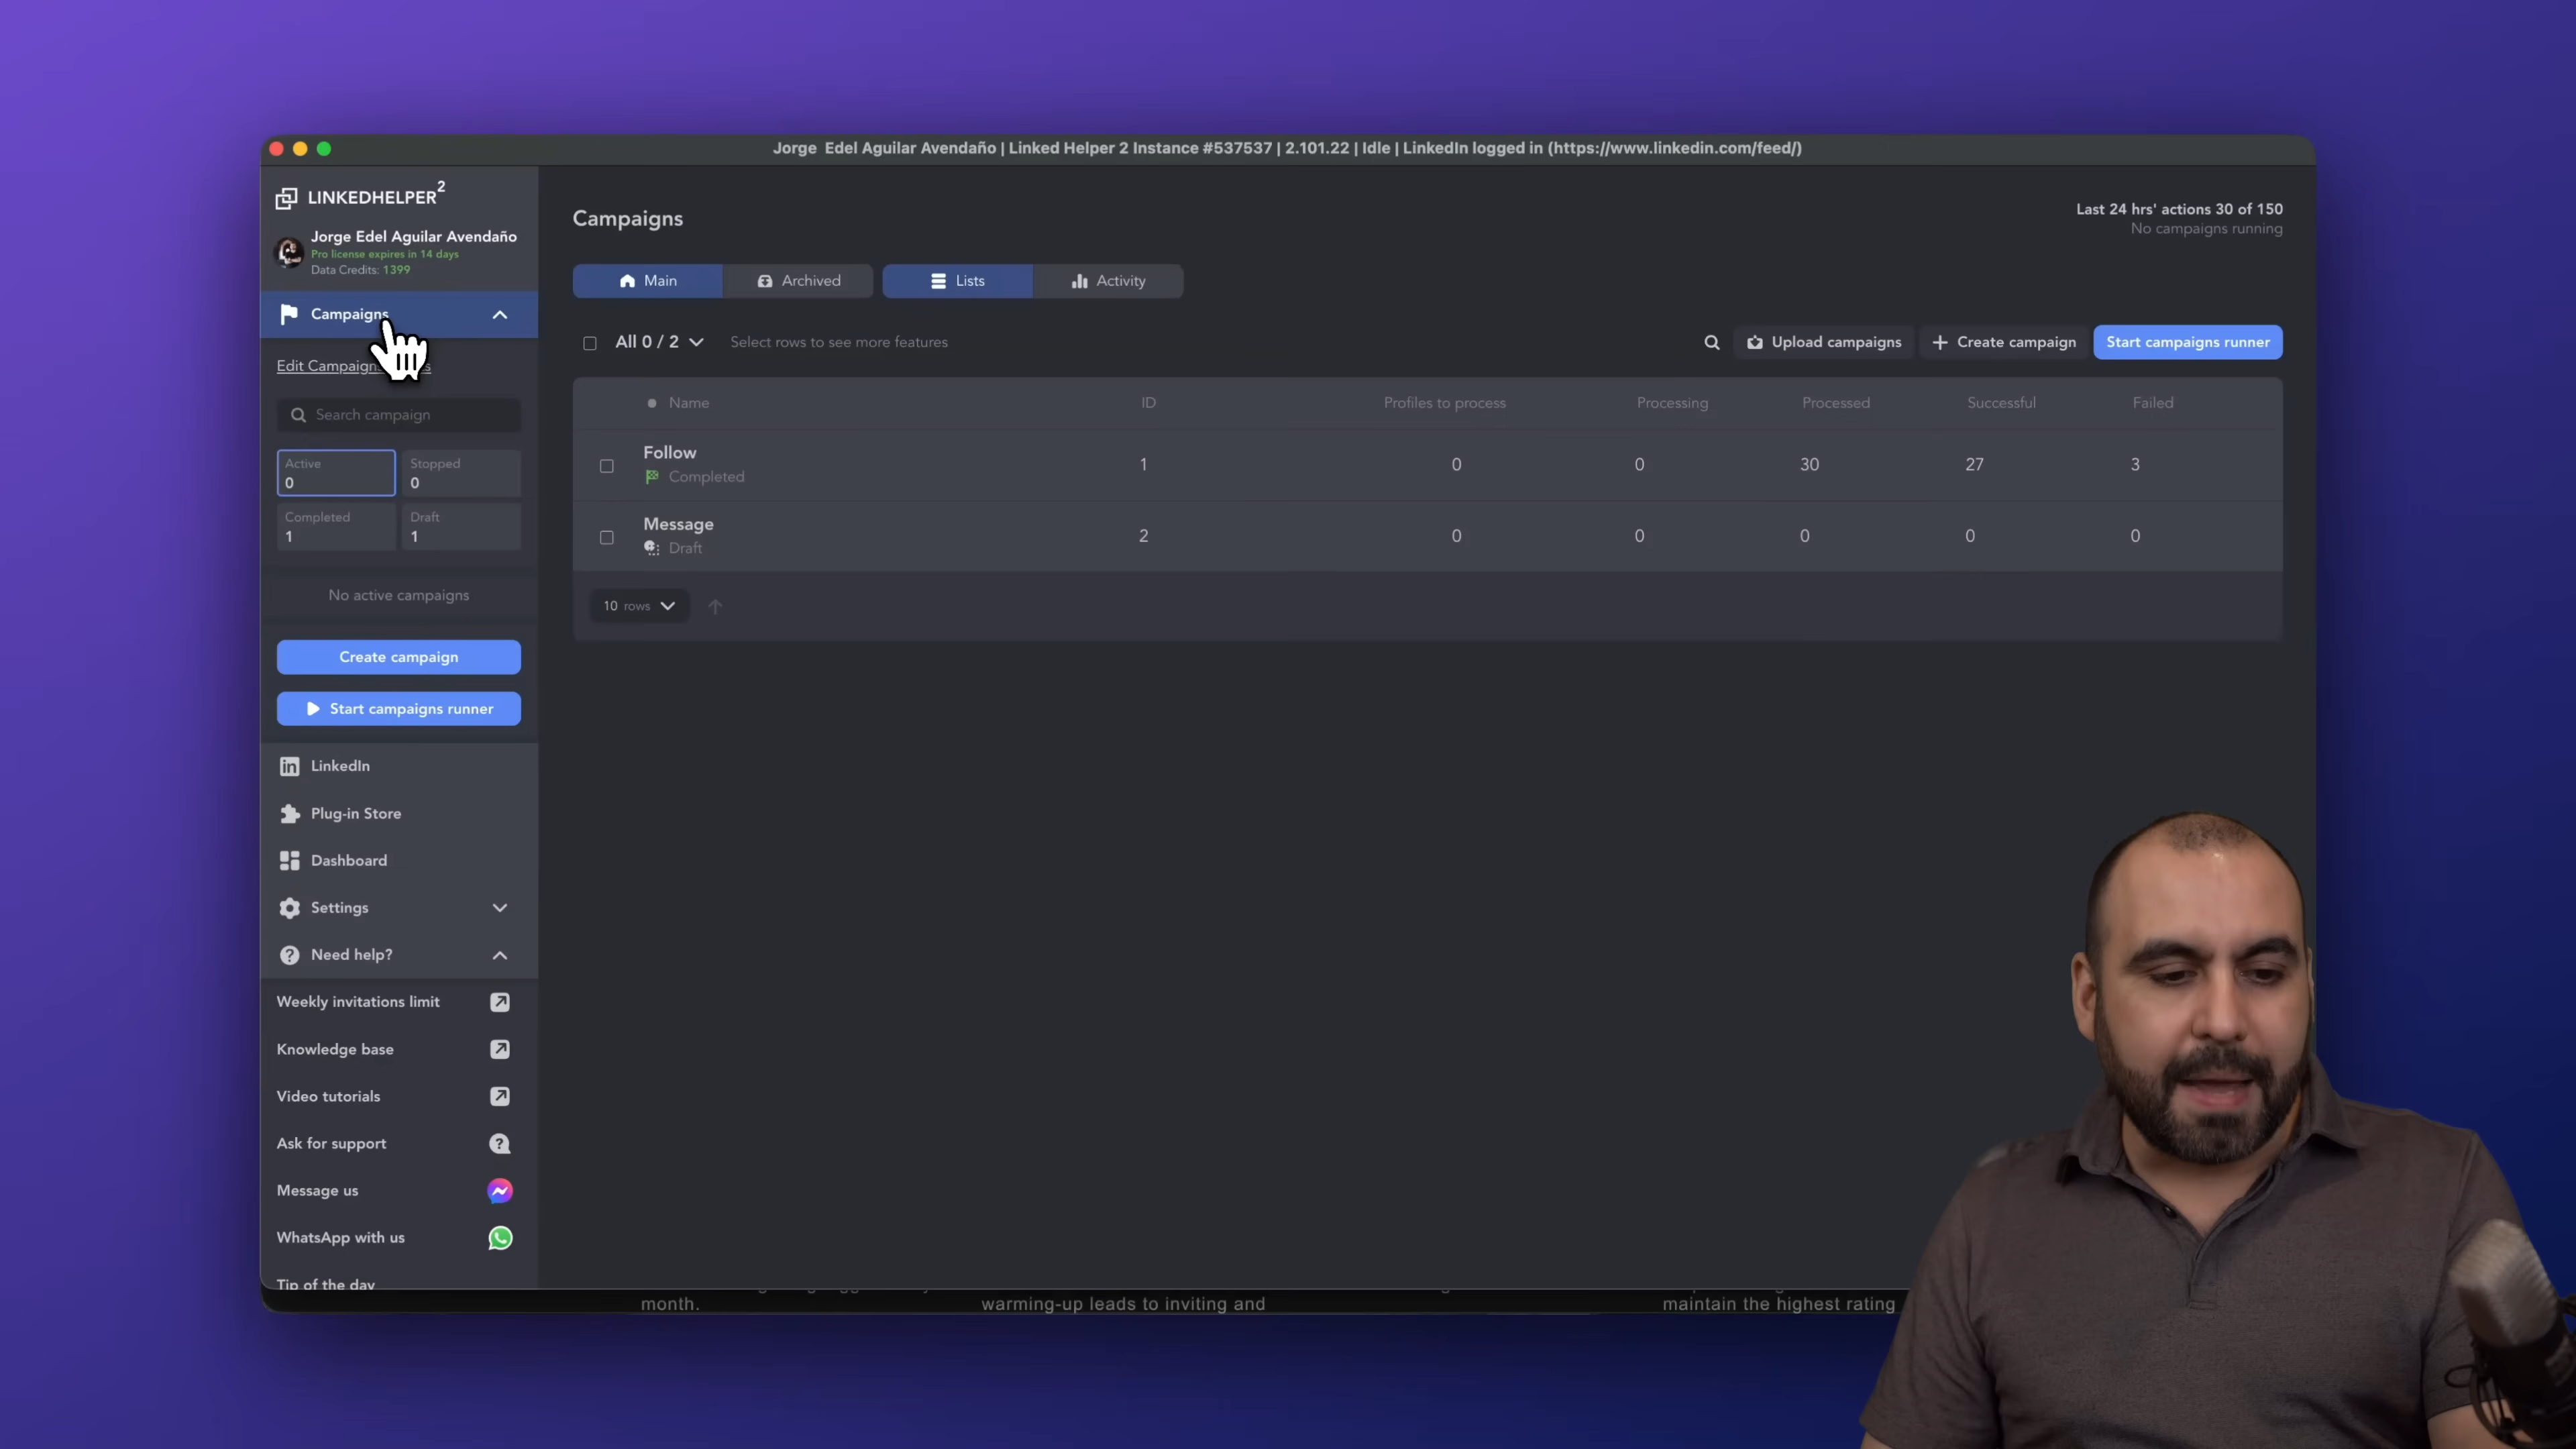 Jorge Edel Aguilar Avendaño | Linked Helper 2 Instance #537537 | 2.101.22 | Idle | LinkedIn logged in (https://www.linkedin.com/feed/)
LINKEDHELPER2
Jorge Edel Aguilar Avendaño
Pro license expires in 14 days
Data Credits: 1399
Campaigns
Edit Campaign
Search campaign
Active
0
Stopped
0
Completed
1
Draft
1
No active campaigns
Create campaign
Start campaigns runner
LinkedIn
Plug-in Store
Dashboard
Settings
Need help?
Weekly invitations limit
Knowledge base
Video tutorials
Ask for support
Message us
WhatsApp with us
Tip of the day
Campaigns
Last 24 hrs' actions 30 of 150
No campaigns running
Main Archived Lists Activity
All 0 / 2 Select rows to see more features Upload campaigns Create campaign Start campaigns runner
Name ID Profiles to process Processing Processed Successful Failed
Follow
Completed
1 0 0 30 27 3
Message
Draft
2 0 0 0 0 0
10 rows
month. warming-up leads to inviting and maintain the highest rating